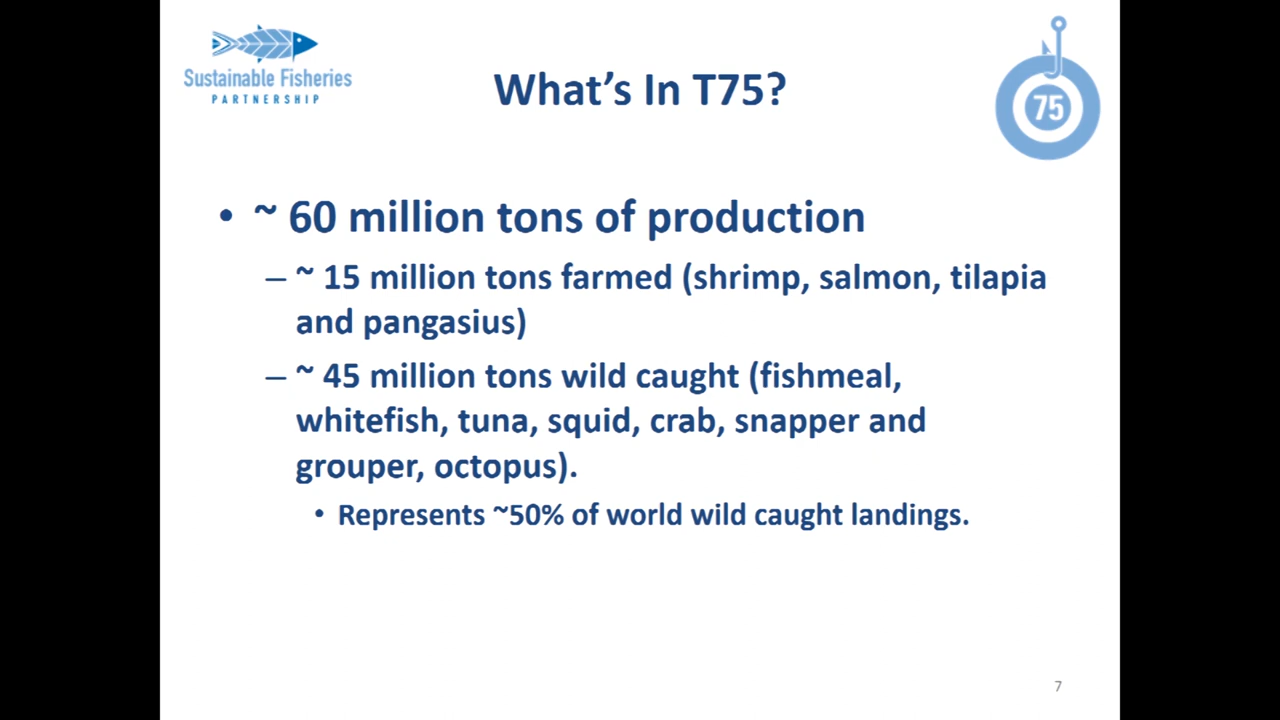 Sustainable Fisheries
PARTNERSHIP
What's In T75?
75
• ~ 60 million tons of production
– ~ 15 million tons farmed (shrimp, salmon, tilapia
and pangasius)
– ~ 45 million tons wild caught (fishmeal,
whitefish, tuna, squid, crab, snapper and
grouper, octopus).
• Represents ~50% of world wild caught landings.
7